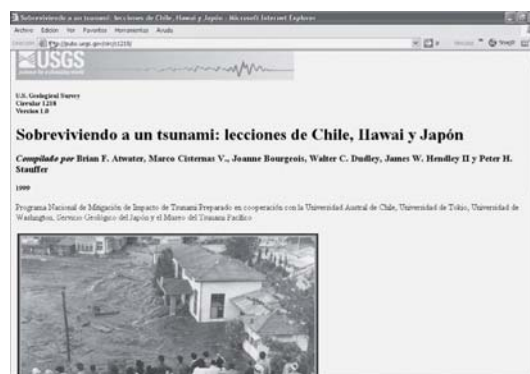 Sobreviviendo a un tsunami: lecciones de Chile, Hawai y Japón - Microsoft Internet Explorer
Archivo Edición Ver Favoritos Herramientas Ayuda
USGS
U.S. Geological Survey
Circular 1218
Version 1.0
Sobreviviendo a un tsunami: lecciones de Chile, Hawai y Japón
Compilado por Brian F. Atwater, Marco Cisternas V., Joanne Bourgeois, Walter C. Dudley, James W. Hendley II y Peter H.
Stauffer
1999
Programa Nacional de Mitigación de Impacto de Tsunami Preparado en cooperación con la Universidad Austral de Chile, Universidad de Tokio, Universidad de
Washington, Servicio Geológico del Japón y el Museo del Tsunami Pacífico